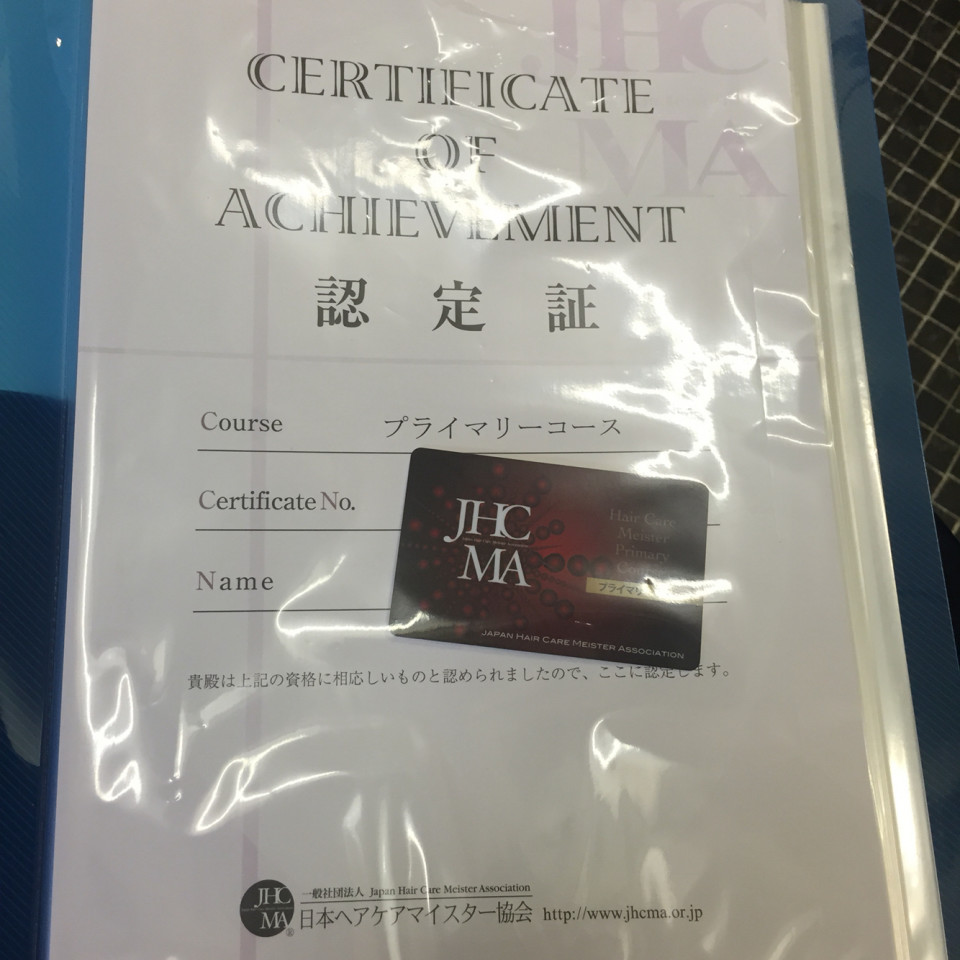 JHC
MA
CERTIFICATE
OF
ACHIEVEMENT
認定証
Course プライマリーコース
Certificate No.
Name
JHC
MA
Hair Care
Meister
Primary
JAPAN HAIR CARE MEISTER ASSOCIATION
貴殿は上記の資格に相応しいものと認められましたので、ここに認定します。
JHC
MA
一般社団法人 Japan Hair Care Meister Association
日本ヘアケアマイスター協会 http://www.jhcma.or.jp